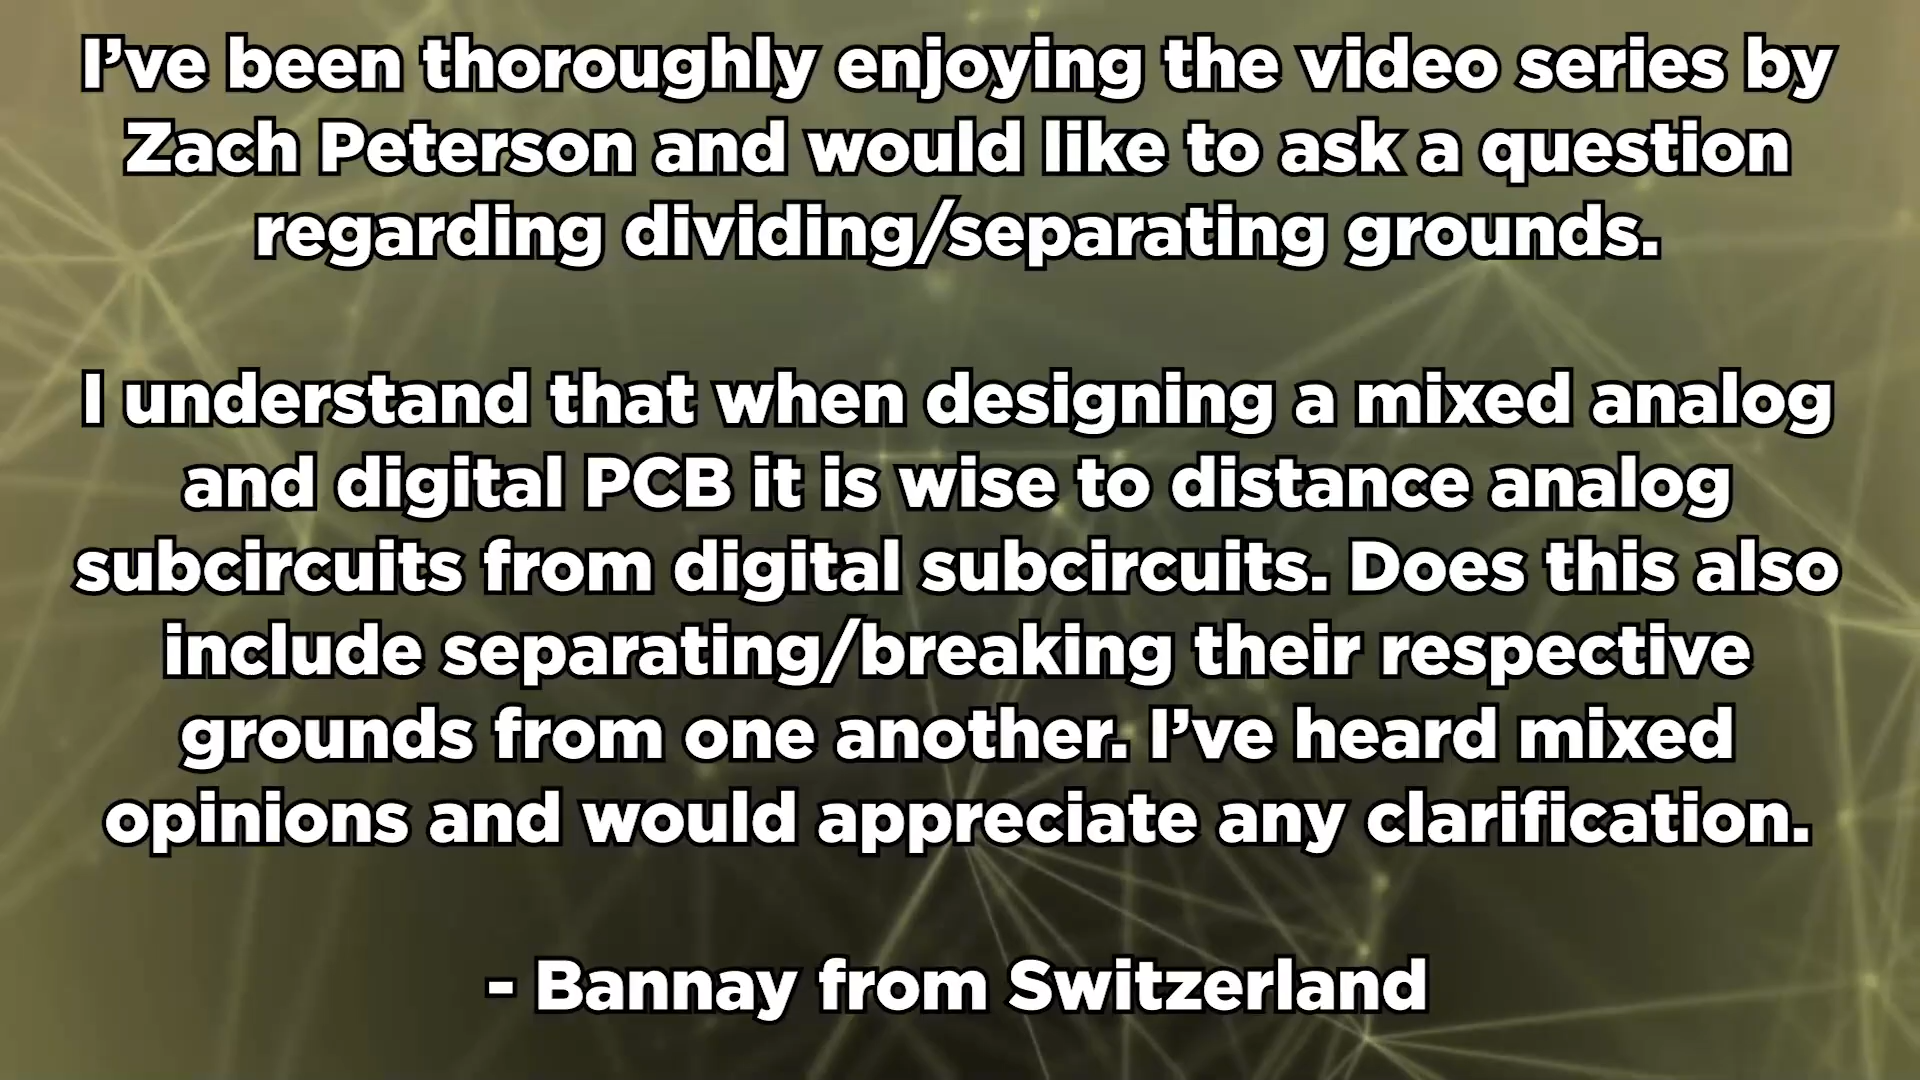 I’ve been thoroughly enjoying the video series by
Zach Peterson and would like to ask a question
regarding dividing/separating grounds.
I understand that when designing a mixed analog
and digital PCB it is wise to distance analog
subcircuits from digital subcircuits. Does this also
include separating/breaking their respective
grounds from one another. I’ve heard mixed
opinions and would appreciate any clarification.
- Bannay from Switzerland